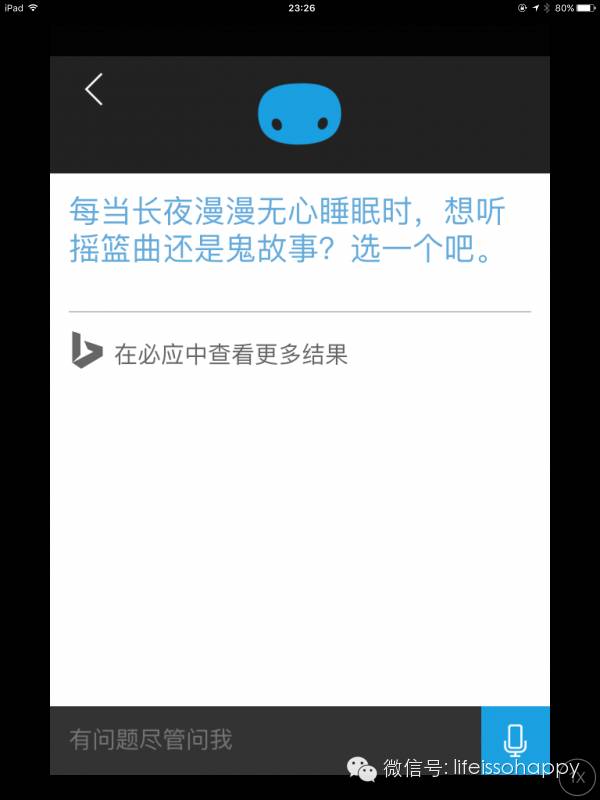 iPad
23:26
80%
每当长夜漫漫无心睡眠时，想听
摇篮曲还是鬼故事？选一个吧。
在必应中查看更多结果
有问题尽管问我
微信号: lifeissohappy
1X